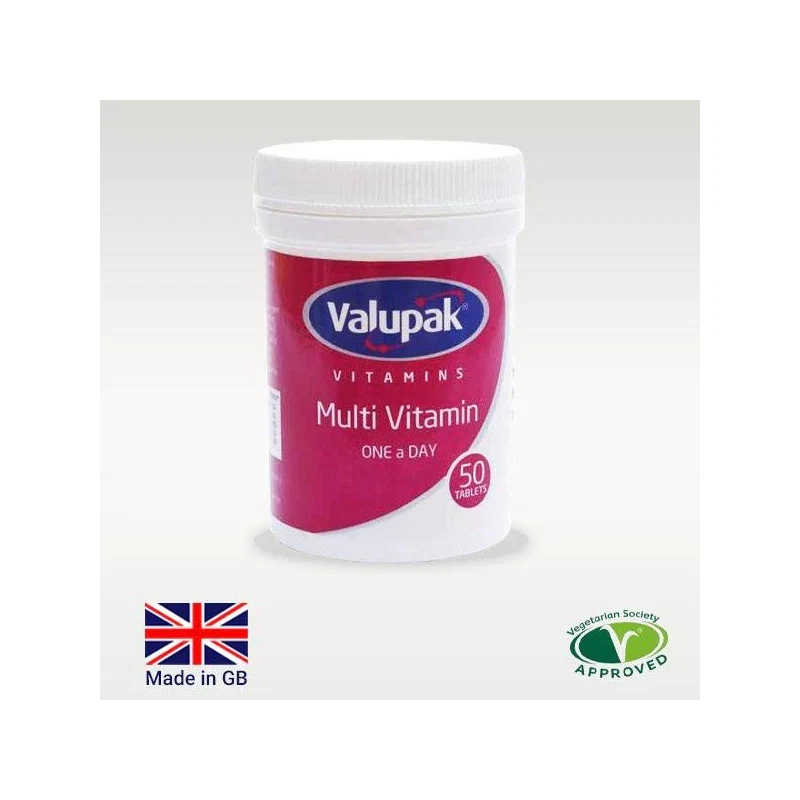 Valupak®
VITAMINS
Multi Vitamin
ONE a DAY
50
TABLETS
Made in GB
Vegetarian Society
V
APPROVED